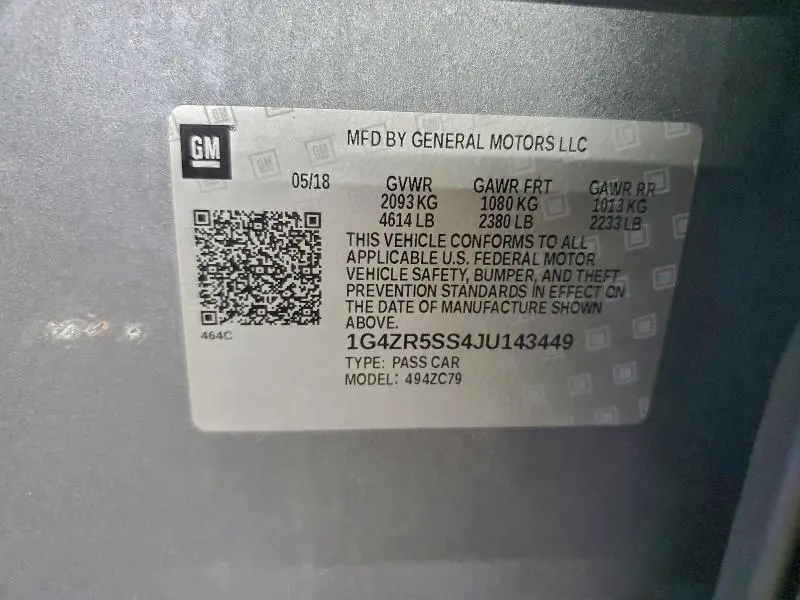 GM
MFD BY GENERAL MOTORS LLC
05/18 GVWR GAWR FRT GAWR RR
2093 KG 1080 KG 1013 KG
4614 LB 2380 LB 2233 LB
THIS VEHICLE CONFORMS TO ALL
APPLICABLE U.S. FEDERAL MOTOR
VEHICLE SAFETY, BUMPER, AND THEFT
PREVENTION STANDARDS IN EFFECT ON
THE DATE OF MANUFACTURE SHOWN
ABOVE.
464C
1G4ZR5SS4JU143449
TYPE: PASS CAR
MODEL: 494ZC79